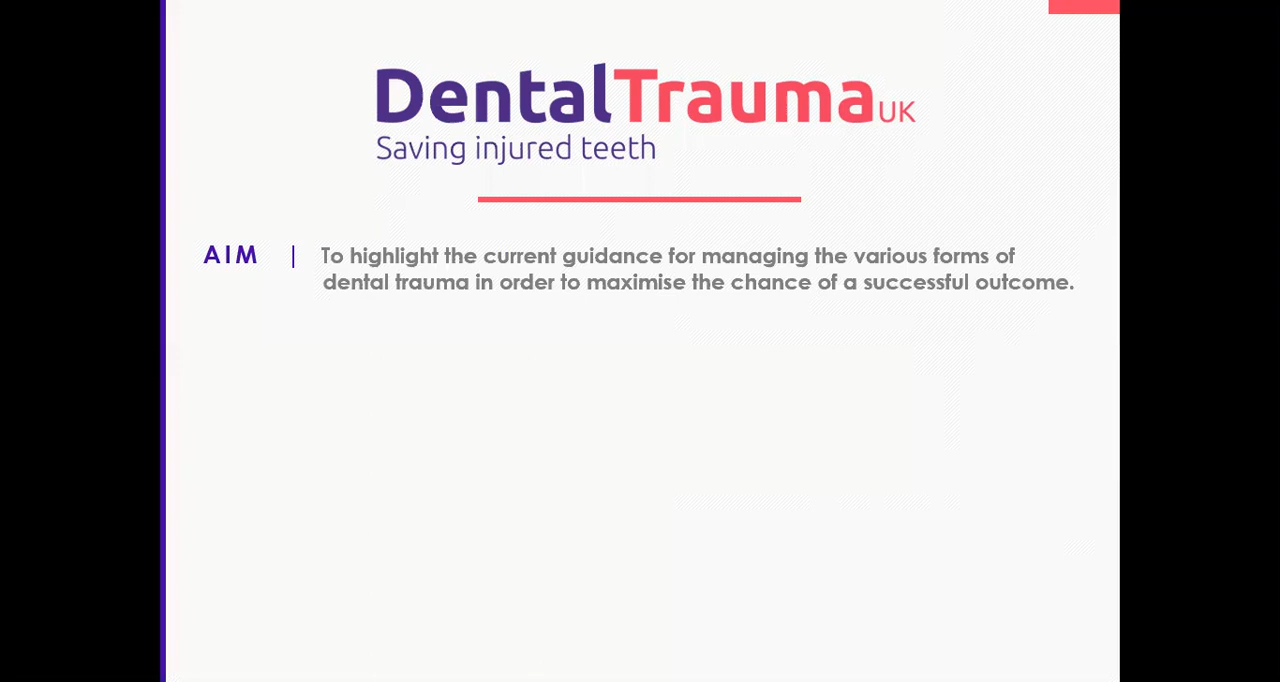 DentalTraumaUK
Saving injured teeth
AIM | To highlight the current guidance for managing the various forms of
dental trauma in order to maximise the chance of a successful outcome.